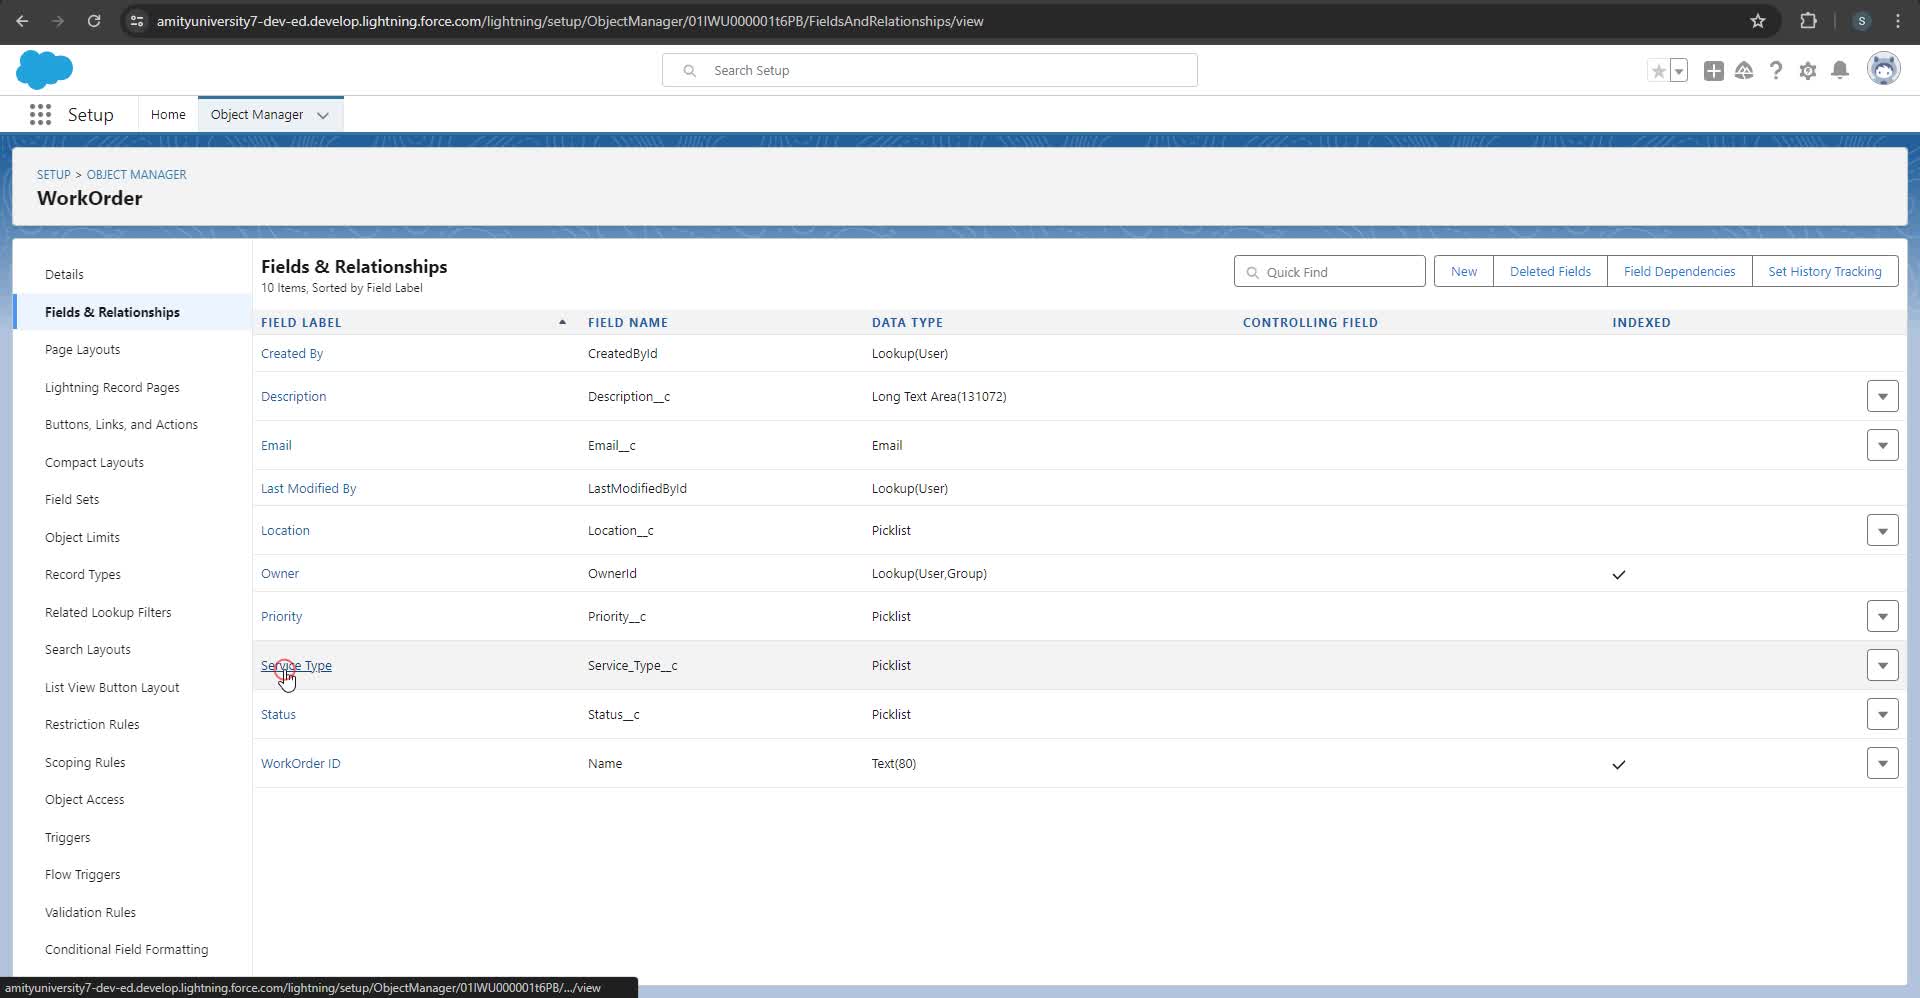 amityuniversity7-dev-ed.develop.lightning.force.com/lightning/setup/ObjectManager/01IWU000001t6PB/FieldsAndRelationships/view
S
Search Setup
Setup
Home
Object Manager
SETUP > OBJECT MANAGER
WorkOrder
Details
Fields & Relationships
Page Layouts
Lightning Record Pages
Buttons, Links, and Actions
Compact Layouts
Field Sets
Object Limits
Record Types
Related Lookup Filters
Search Layouts
List View Button Layout
Restriction Rules
Scoping Rules
Object Access
Triggers
Flow Triggers
Validation Rules
Conditional Field Formatting
Fields & Relationships
10 Items, Sorted by Field Label
Quick Find
New
Deleted Fields
Field Dependencies
Set History Tracking
FIELD LABEL FIELD NAME DATA TYPE CONTROLLING FIELD INDEXED
Created By CreatedById Lookup(User)
Description Description__c Long Text Area(131072)
Email Email__c Email
Last Modified By LastModifiedById Lookup(User)
Location Location__c Picklist
Owner OwnerId Lookup(User,Group)
Priority Priority__c Picklist
Service Type Service_Type__c Picklist
Status Status__c Picklist
WorkOrder ID Name Text(80)
amityuniversity7-dev-ed.develop.lightning.force.com/lightning/setup/ObjectManager/01IWU000001t6PB/.../view